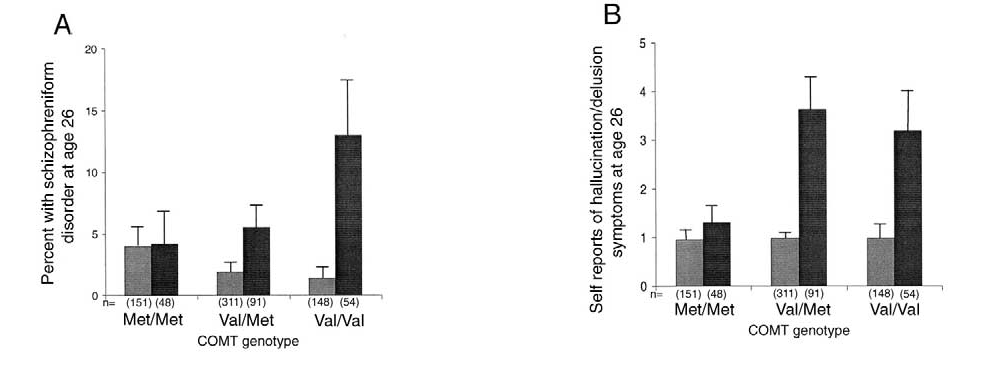 A
Percent with schizophreniform
disorder at age 26
20
15
10
5
0
n= (151) (48) (311) (91) (148) (54)
Met/Met Val/Met Val/Val
COMT genotype
B
Self reports of hallucination/delusion
symptoms at age 26
5
4
3
2
1
0
n= (151) (48) (311) (91) (148) (54)
Met/Met Val/Met Val/Val
COMT genotype